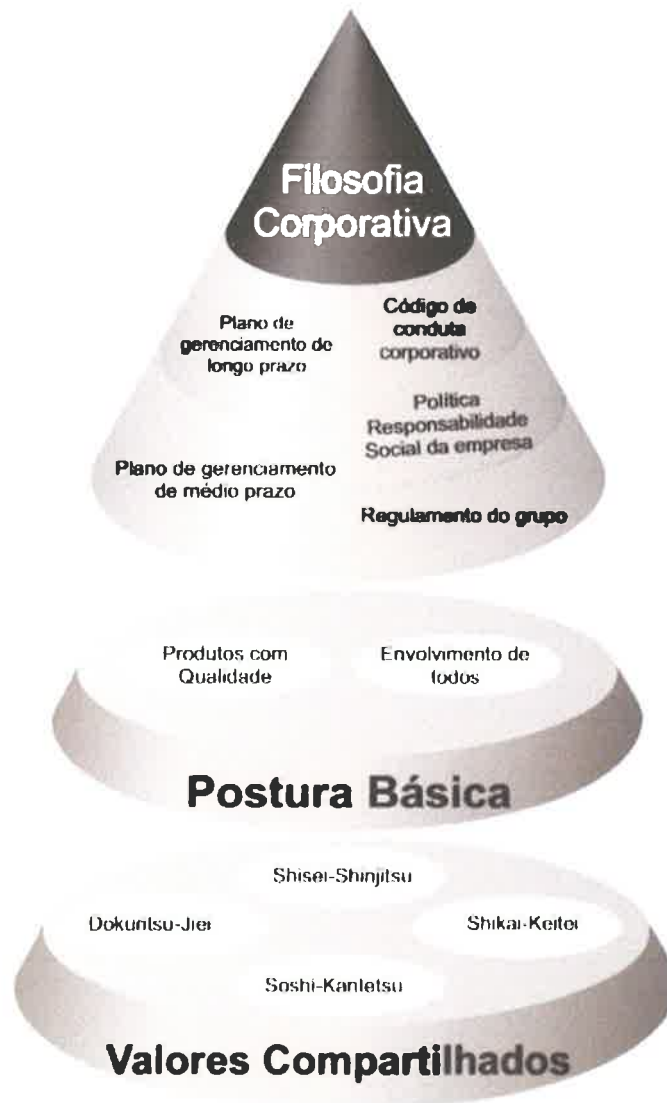 Filosofia
Corporativa
Plano de
gerenciamento de
longo prazo
Código de
conduta
corporativo
Política
Responsabilidade
Social da empresa
Plano de gerenciamento
de médio prazo
Regulamento do grupo
Produtos com
Qualidade
Envolvimento de
todos
Postura Básica
Shisei-Shinjitsu
Dokuritsu-Jiei
Shikai-Keitei
Soshi-Kantetsu
Valores Compartilhados